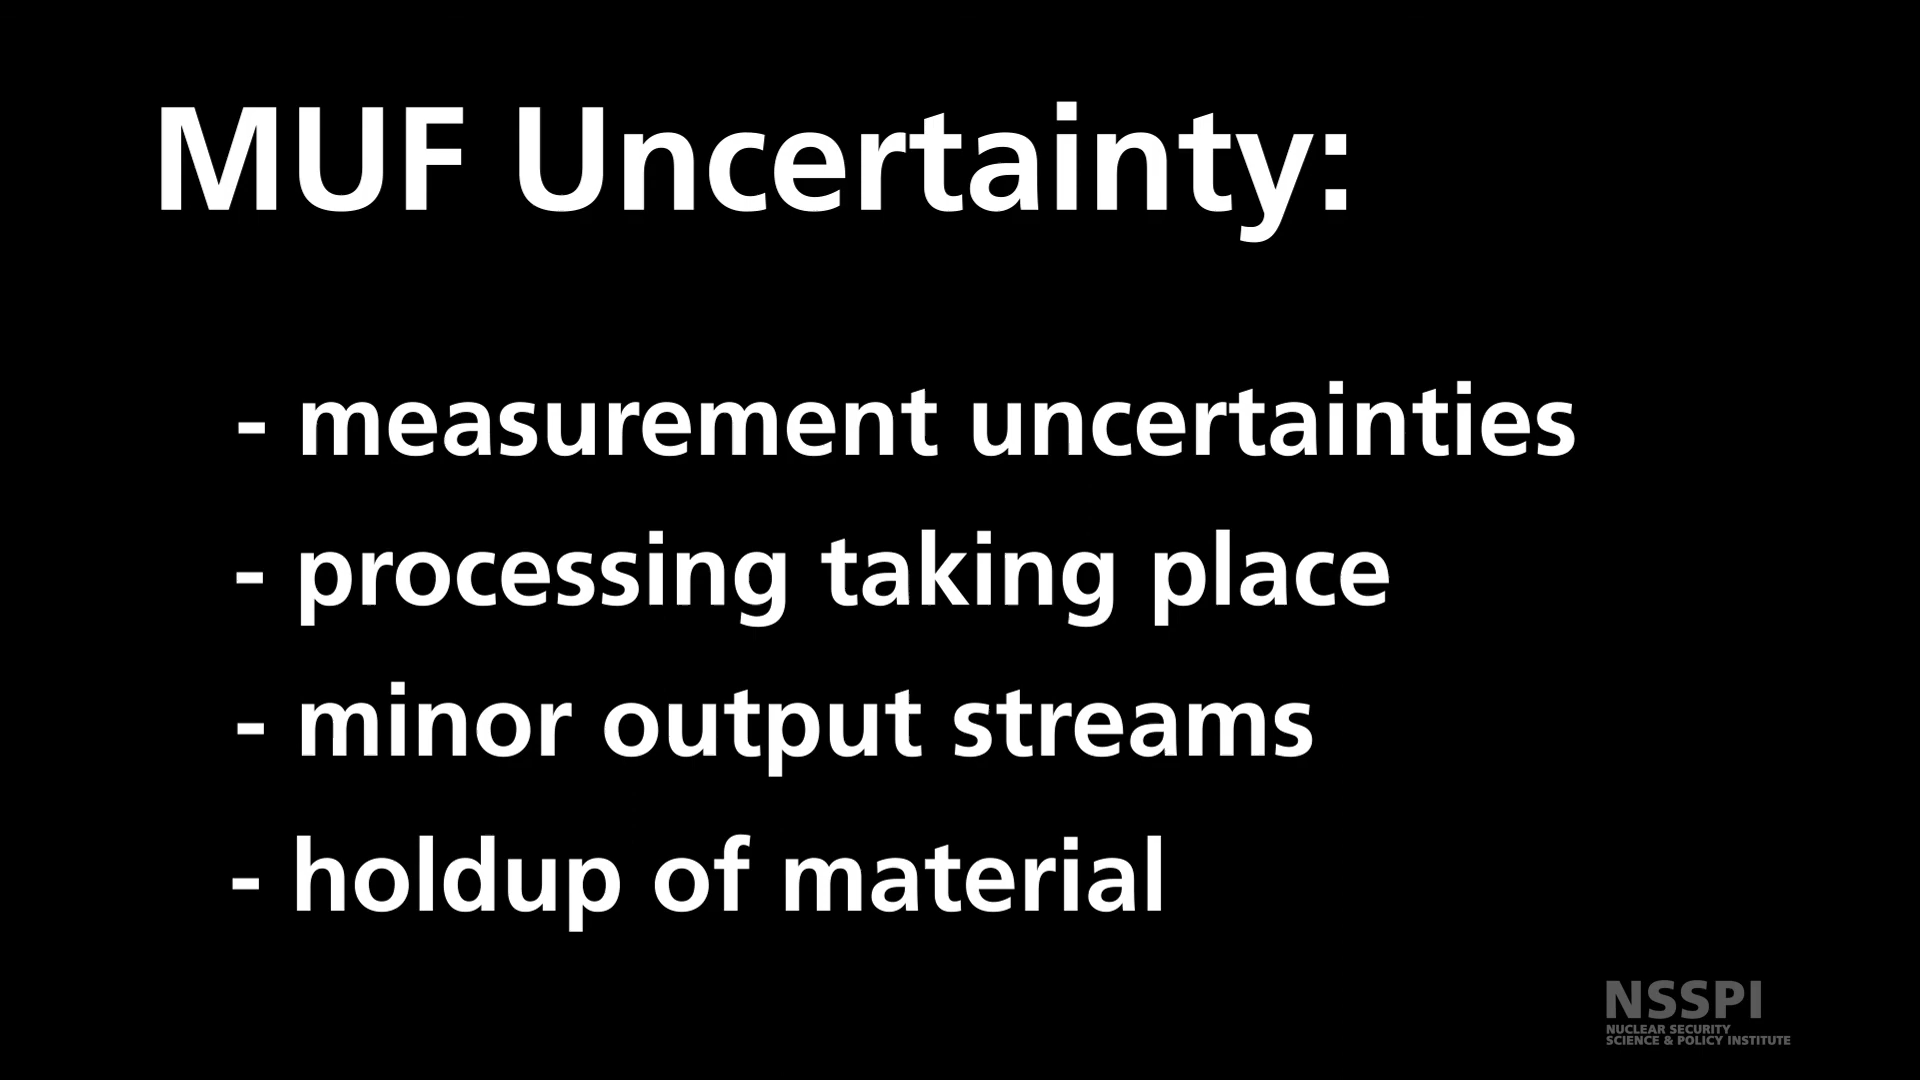 MUF Uncertainty:
- measurement uncertainties
- processing taking place
- minor output streams
- holdup of material
NSSPI
NUCLEAR SECURITY
SCIENCE & POLICY INSTITUTE